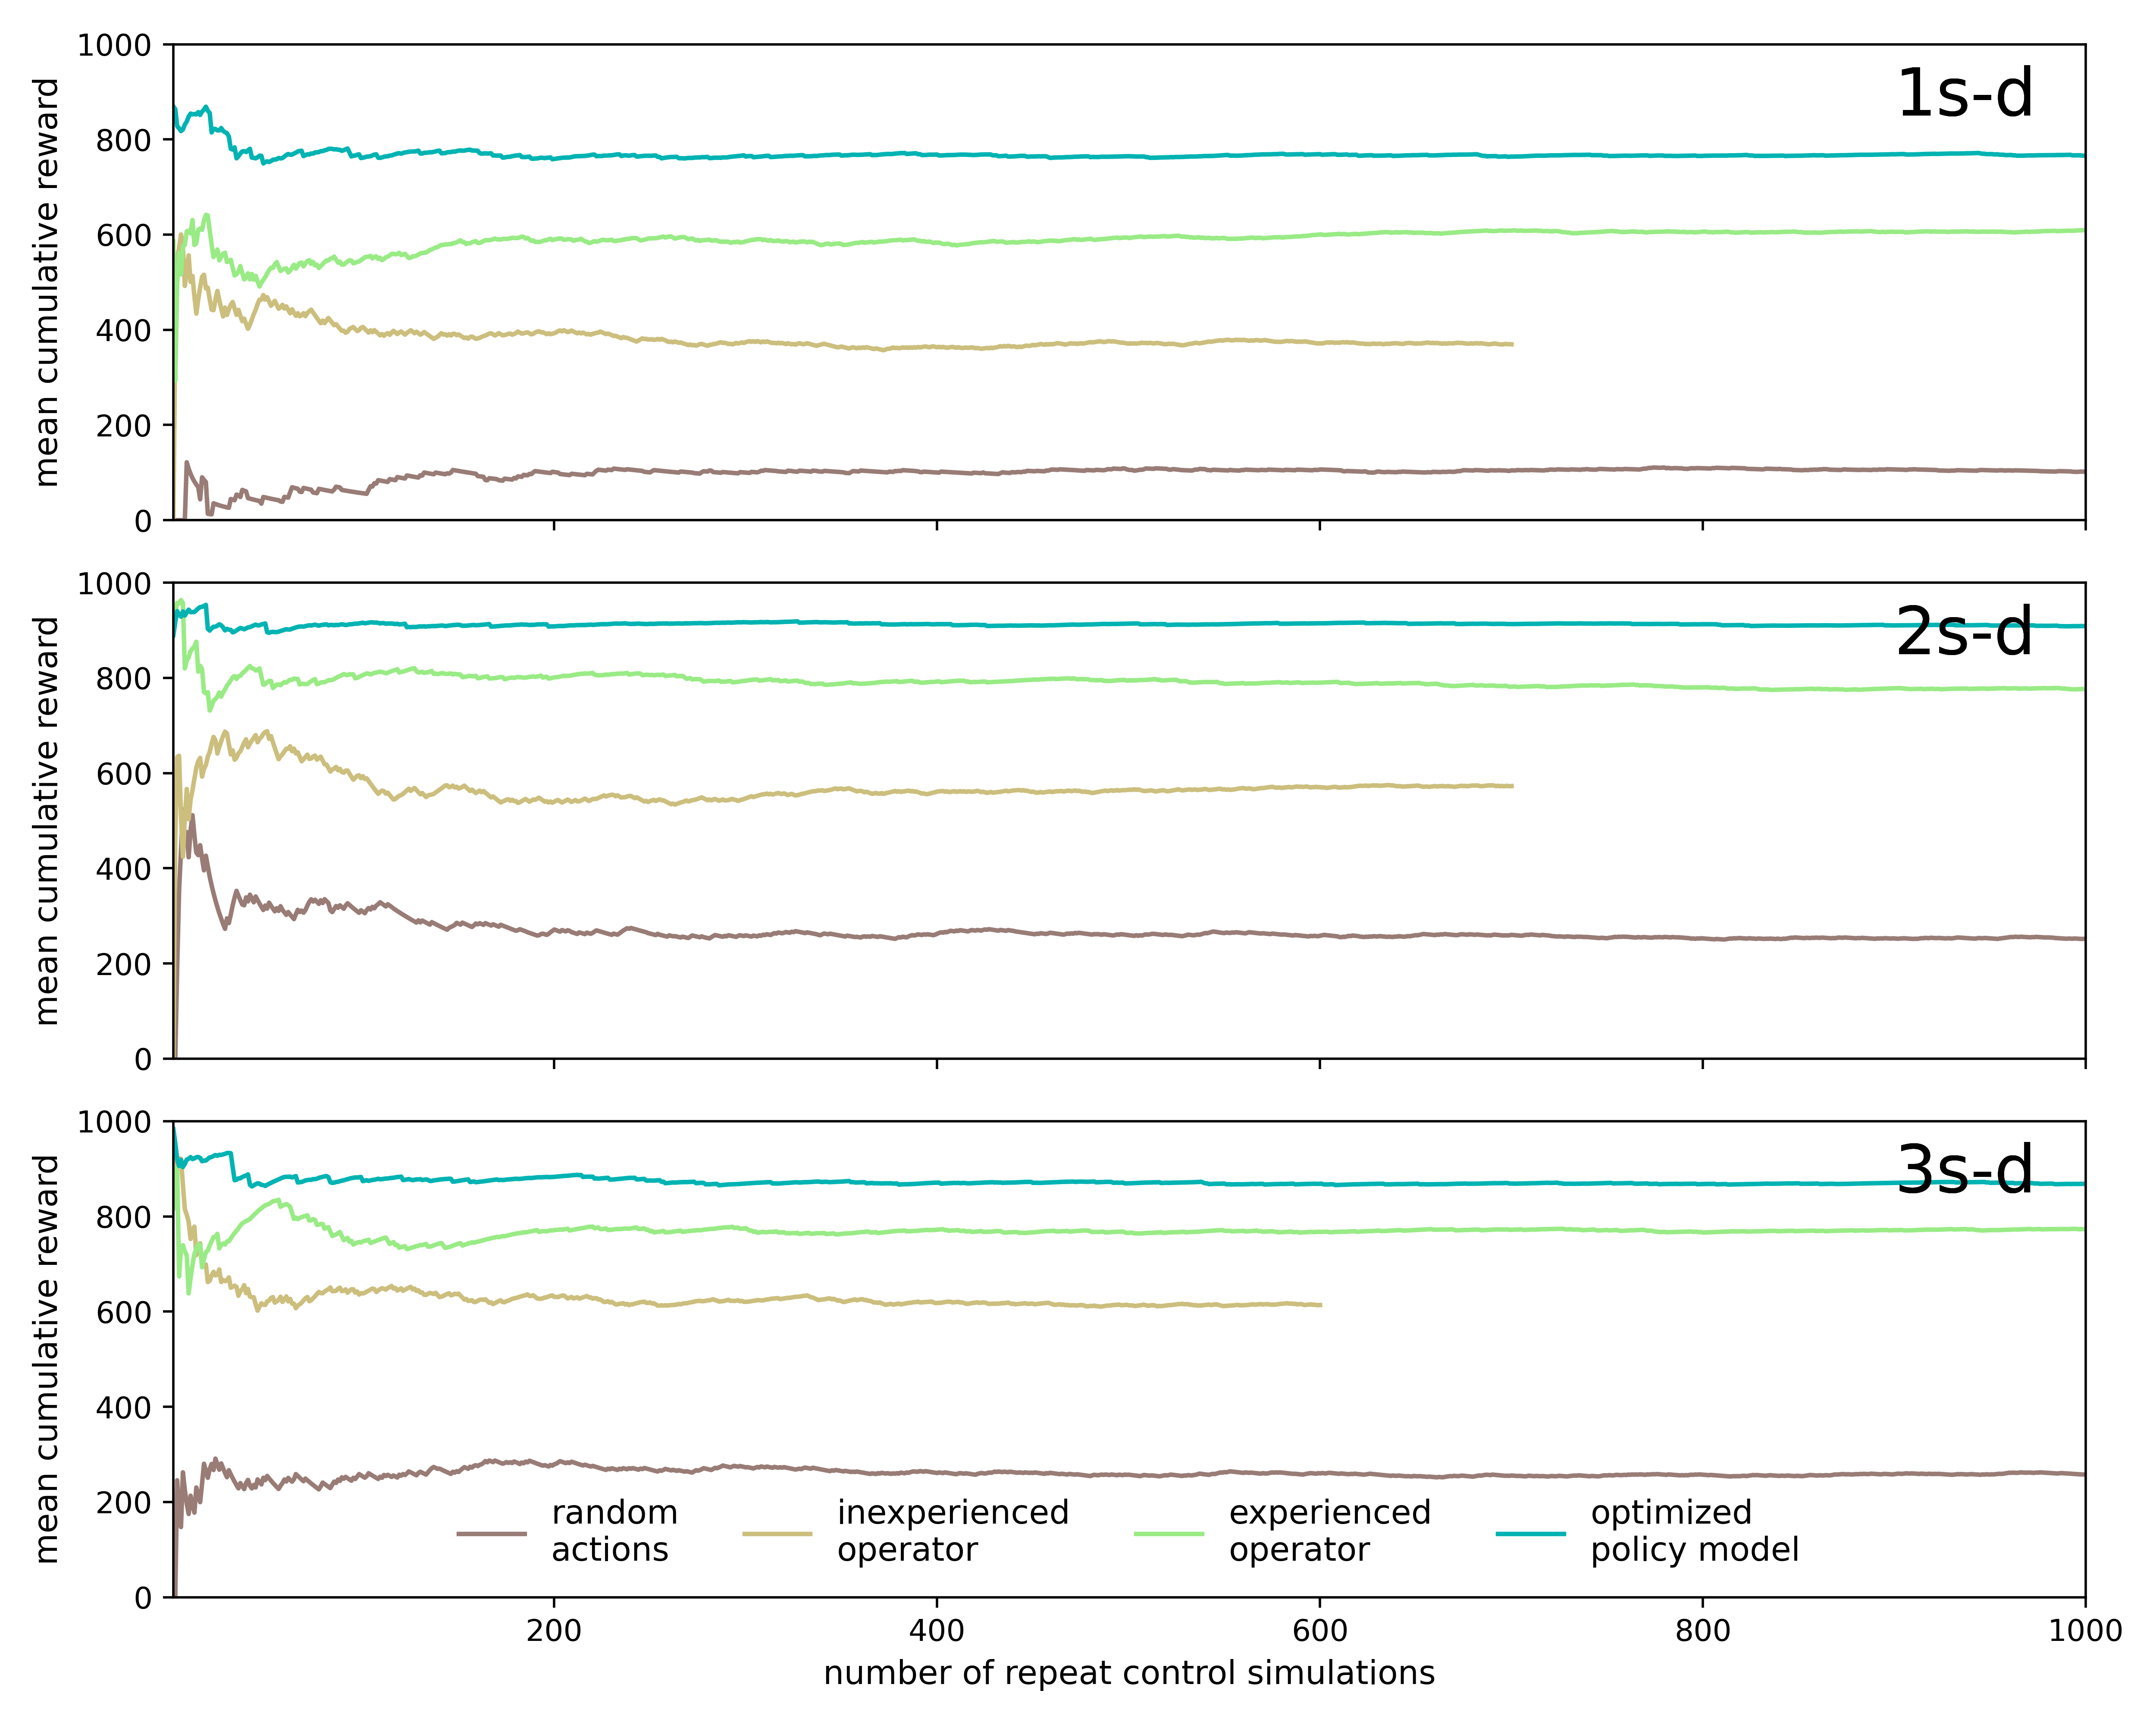 1000
800
600
400
200
0
mean cumulative reward
1s-d
1000
800
600
400
200
0
mean cumulative reward
2s-d
1000
800
600
400
200
0
mean cumulative reward
3s-d
random
actions
inexperienced
operator
experienced
operator
optimized
policy model
200 400 600 800 1000
number of repeat control simulations